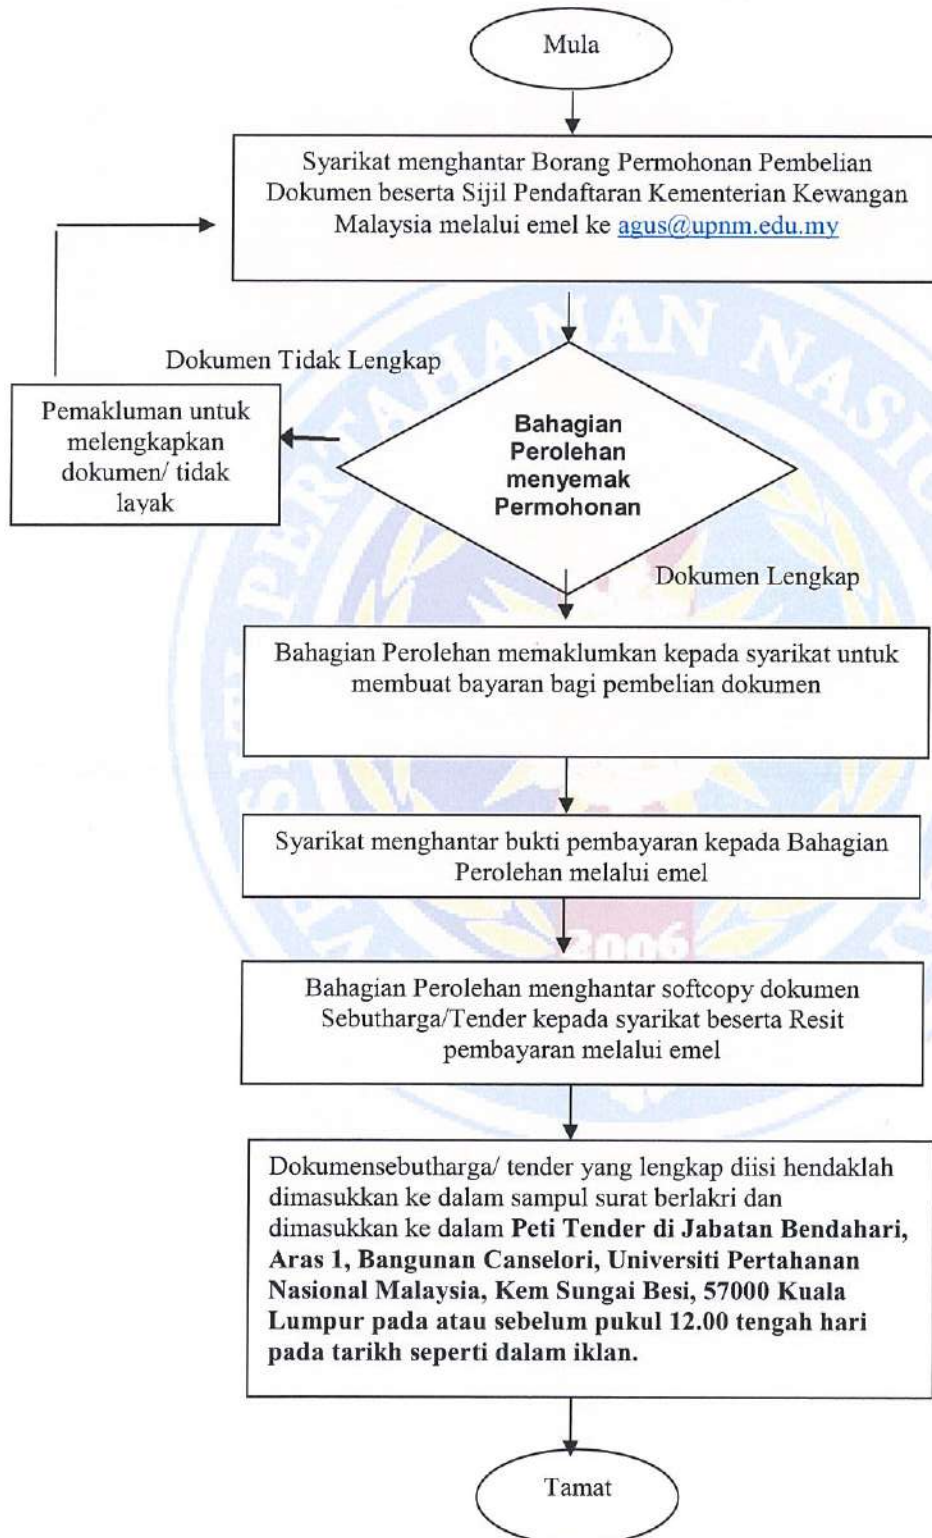 Mula
Syarikat menghantar Borang Permohonan Pembelian
Dokumen beserta Sijil Pendaftaran Kementerian Kewangan
Malaysia melalui emel ke agus@upnm.edu.my
Dokumen Tidak Lengkap
Pemakluman untuk
melengkapkan
dokumen/ tidak
layak
Bahagian
Perolehan
menyemak
Permohonan
Dokumen Lengkap
Bahagian Perolehan memaklumkan kepada syarikat untuk
membuat bayaran bagi pembelian dokumen
Syarikat menghantar bukti pembayaran kepada Bahagian
Perolehan melalui emel
2006
Bahagian Perolehan menghantar softcopy dokumen
Sebutharga/Tender kepada syarikat beserta Resit
pembayaran melalui emel
Dokumensebutharga/ tender yang lengkap diisi hendaklah
dimasukkan ke dalam sampul surat berlakri dan
dimasukkan ke dalam Peti Tender di Jabatan Bendahari,
Aras 1, Bangunan Canselori, Universiti Pertahanan
Nasional Malaysia, Kem Sungai Besi, 57000 Kuala
Lumpur pada atau sebelum pukul 12.00 tengah hari
pada tarikh seperti dalam iklan.
Tamat